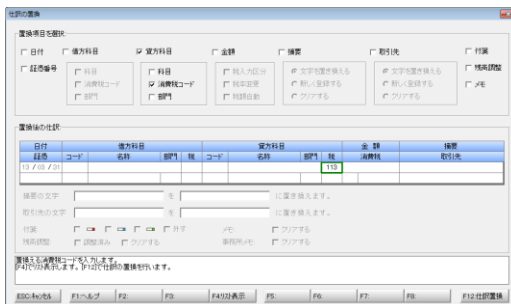 仕訳の置換
置換項目を選択
日付 借方科目 貸方科目 金額 摘要 取引先 付箋
証憑番号 科目 科目 税入力区分 文字を置き換える 文字を置き換える 残高調整
消費税コード 消費税コード 税率変更 新しく登録する 新しく登録する メモ
部門 部門 税額自動 クリアする クリアする
置換後の仕訳
日付 借方科目 貸方科目 金 額 摘要
証憑 コード 名称 部門 税 コード 名称 部門 税 消費税 取引先
113
摘要の文字 を に置き換えます。
取引先の文字 を に置き換えます。
付箋 外す メモ クリアする
残高調整 調整済み クリアする 事務所メモ クリアする
置換える消費税コードを入力します。
[F4]でリスト表示します。[F12]で仕訳の置換を行います。
ESC:キャンセル F1:ヘルプ F2: F3: F4:リスト表示 F5: F6: F7: F12:仕訳置換